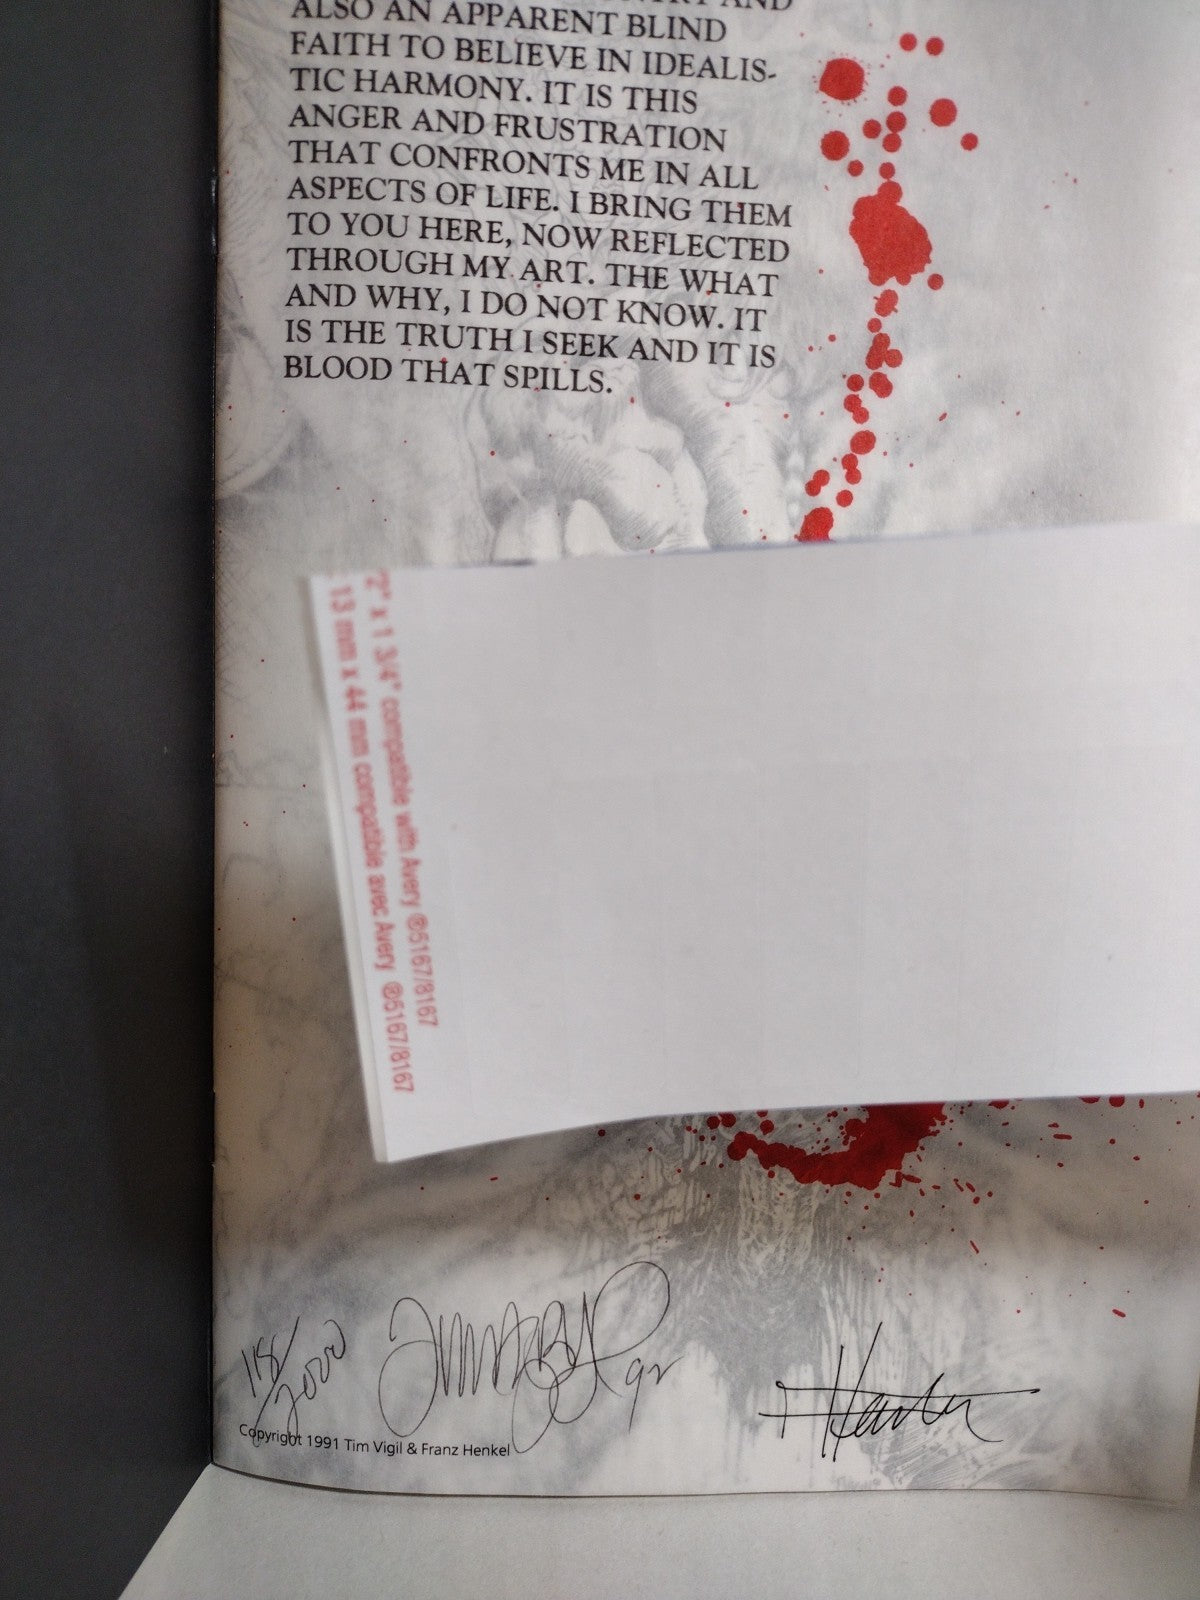 ALSO AN APPARENT BLIND
FAITH TO BELIEVE IN IDEALIS-
TIC HARMONY. IT IS THIS
ANGER AND FRUSTRATION
THAT CONFRONTS ME IN ALL
ASPECTS OF LIFE. I BRING THEM
TO YOU HERE, NOW REFLECTED
THROUGH MY ART. THE WHAT
AND WHY, I DO NOT KNOW. IT
IS THE TRUTH I SEEK AND IT IS
BLOOD THAT SPILLS.
/2" x 1 3/4" compatible with Avery ®5167/8167
13 mm x 44 mm compatible avec Avery ®5167/8167
118/2000
92
Copyright 1991 Tim Vigil & Franz Henkel